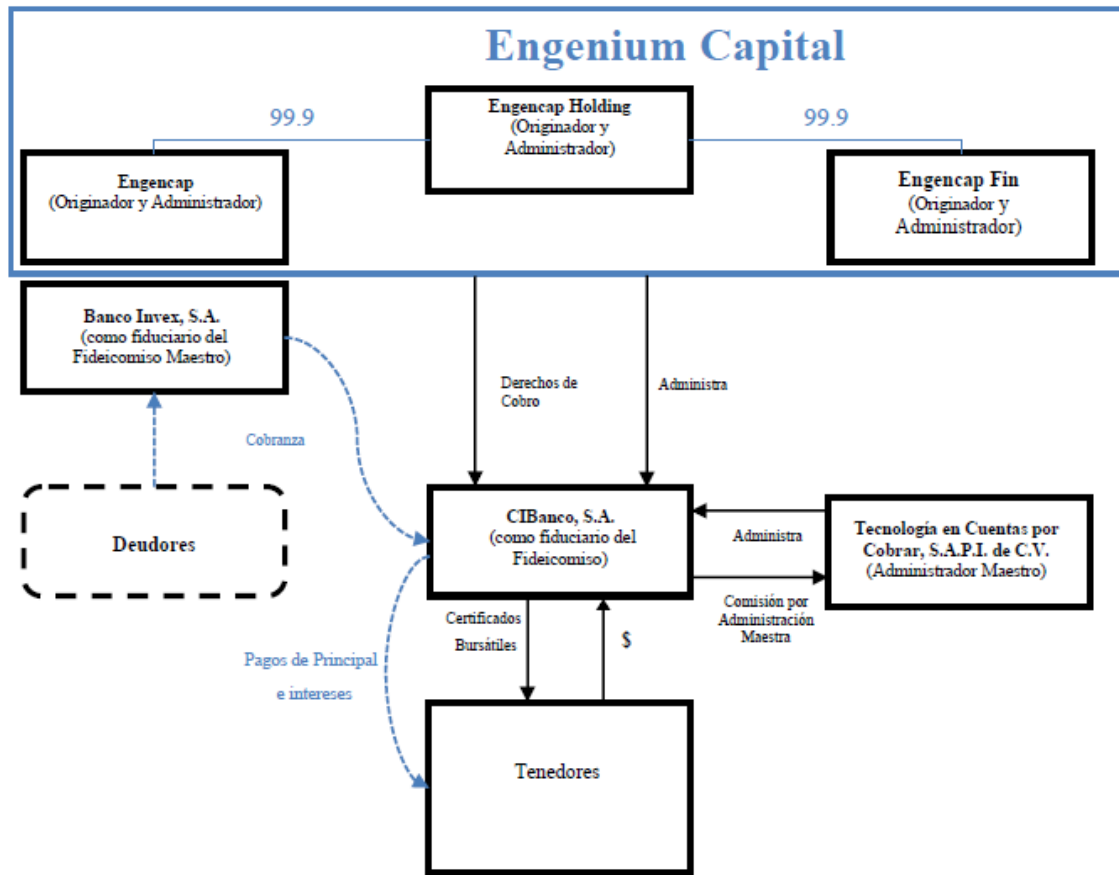 Engenium Capital
99.9
Engencap Holding
(Originador y
Administrador)
99.9
Engencap
(Originador y Administrador)
Engencap Fin
(Originador y
Administrador)
Banco Invex, S.A.
(como fiduciario del
Fideicomiso Maestro)
Derechos de
Cobro
Administra
Cobranza
Deudores
CIBanco, S.A.
(como fiduciario del
Fideicomiso)
Administra
Tecnología en Cuentas por
Cobrar, S.A.P.I. de C.V.
(Administrador Maestro)
Comisión por
Administración
Maestra
Certificados
Bursátiles
$
Pagos de Principal
e intereses
Tenedores